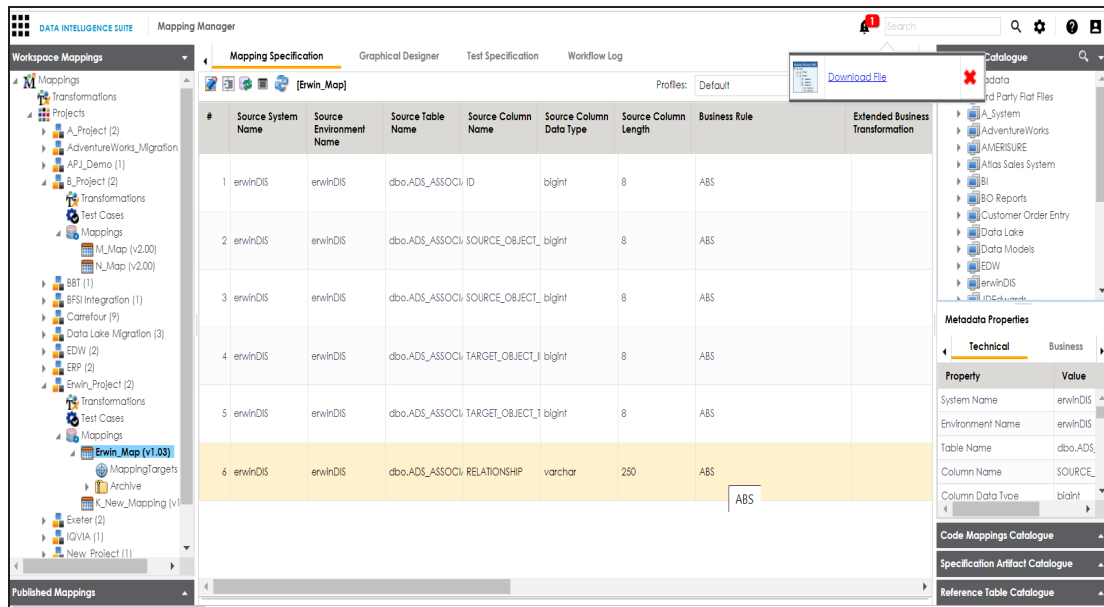 DATA INTELLIGENCE SUITE Mapping Manager
1
Search
Workspace Mappings
Mappings
Transformations
Projects
A_Project (2)
AdventureWorks_Migration
APJ_Demo (1)
B_Project (2)
Transformations
Test Cases
Mappings
M_Map (v2.00)
N_Map (v2.00)
BBT (1)
BFSI Integration (1)
Carrefour (9)
Data Lake Migration (3)
EDW (2)
ERP (2)
Erwin_Project (2)
Transformations
Test Cases
Mappings
Erwin_Map (v1.03)
MappingTargets
Archive
K_New_Mapping (v1
Exeter (2)
IQVIA (1)
New_Project (1)
Published Mappings
Mapping Specification Graphical Designer Test Specification Workflow Log
[Erwin_Map] Profiles: Default
Download File
# Source System Name Source Environment Name Source Table Name Source Column Name Source Column Data Type Source Column Length Business Rule Extended Business Transformation
1 erwinDIS erwinDIS dbo.ADS_ASSOCIA ID bigint 8 ABS
2 erwinDIS erwinDIS dbo.ADS_ASSOCIA SOURCE_OBJECT_ bigint 8 ABS
3 erwinDIS erwinDIS dbo.ADS_ASSOCIA SOURCE_OBJECT_ bigint 8 ABS
4 erwinDIS erwinDIS dbo.ADS_ASSOCIA TARGET_OBJECT_I bigint 8 ABS
5 erwinDIS erwinDIS dbo.ADS_ASSOCIA TARGET_OBJECT_T bigint 8 ABS
6 erwinDIS erwinDIS dbo.ADS_ASSOCIA RELATIONSHIP varchar 250 ABS
ABS
Catalogue
adata
rd Party Flat Files
A_System
AdventureWorks
AMERISURE
Atlas Sales System
BI
BO Reports
Customer Order Entry
Data Lake
Data Models
EDW
erwinDIS
JDEdwards
Metadata Properties
Technical Business
Property Value
System Name erwinDIS
Environment Name erwinDIS
Table Name dbo.ADS_
Column Name SOURCE_
Column Data Type bigint
Code Mappings Catalogue
Specification Artifact Catalogue
Reference Table Catalogue